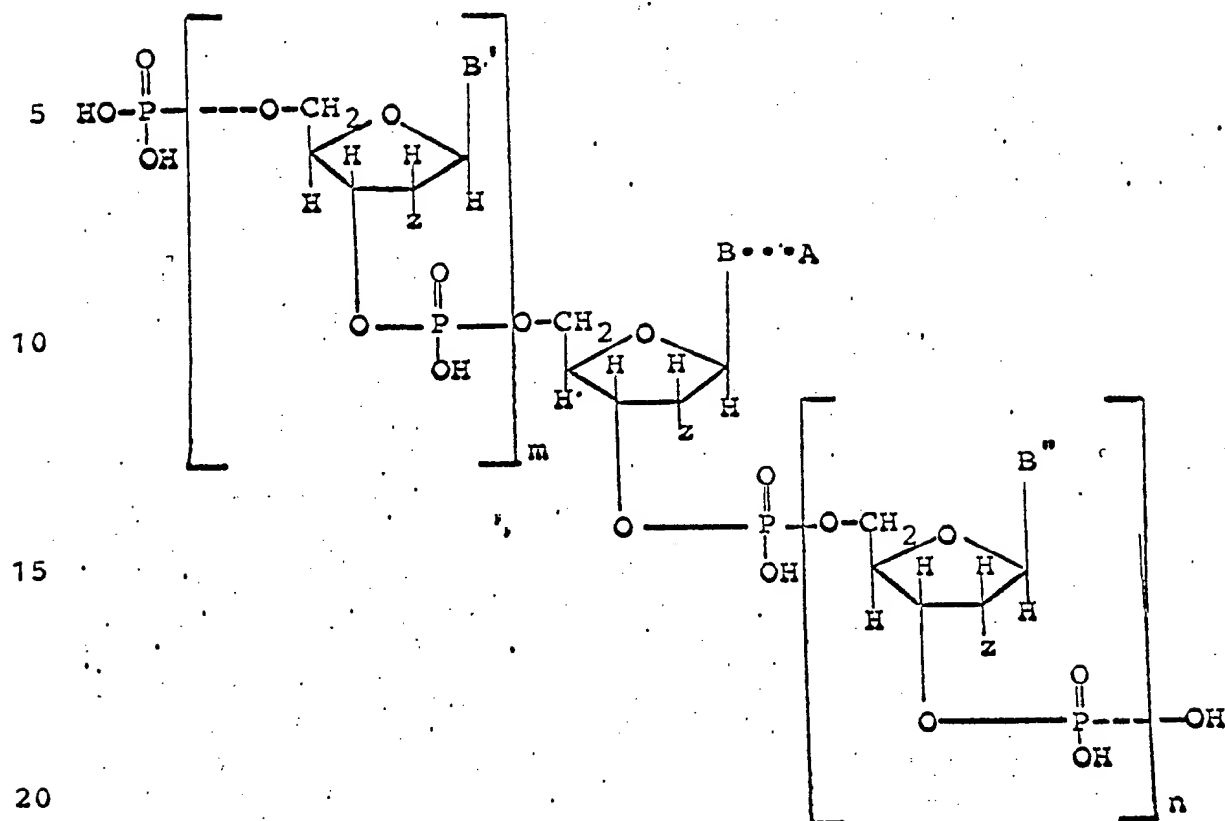 O
B'
5 HO-P-----O-CH2 O
OH H H
H z H
O B•••A
O P O-CH2 O
10 OH H H
H z H
m
O B"
O P O-CH2 O
15 OH H H
H z H
O
O P-----OH
OH
20 n